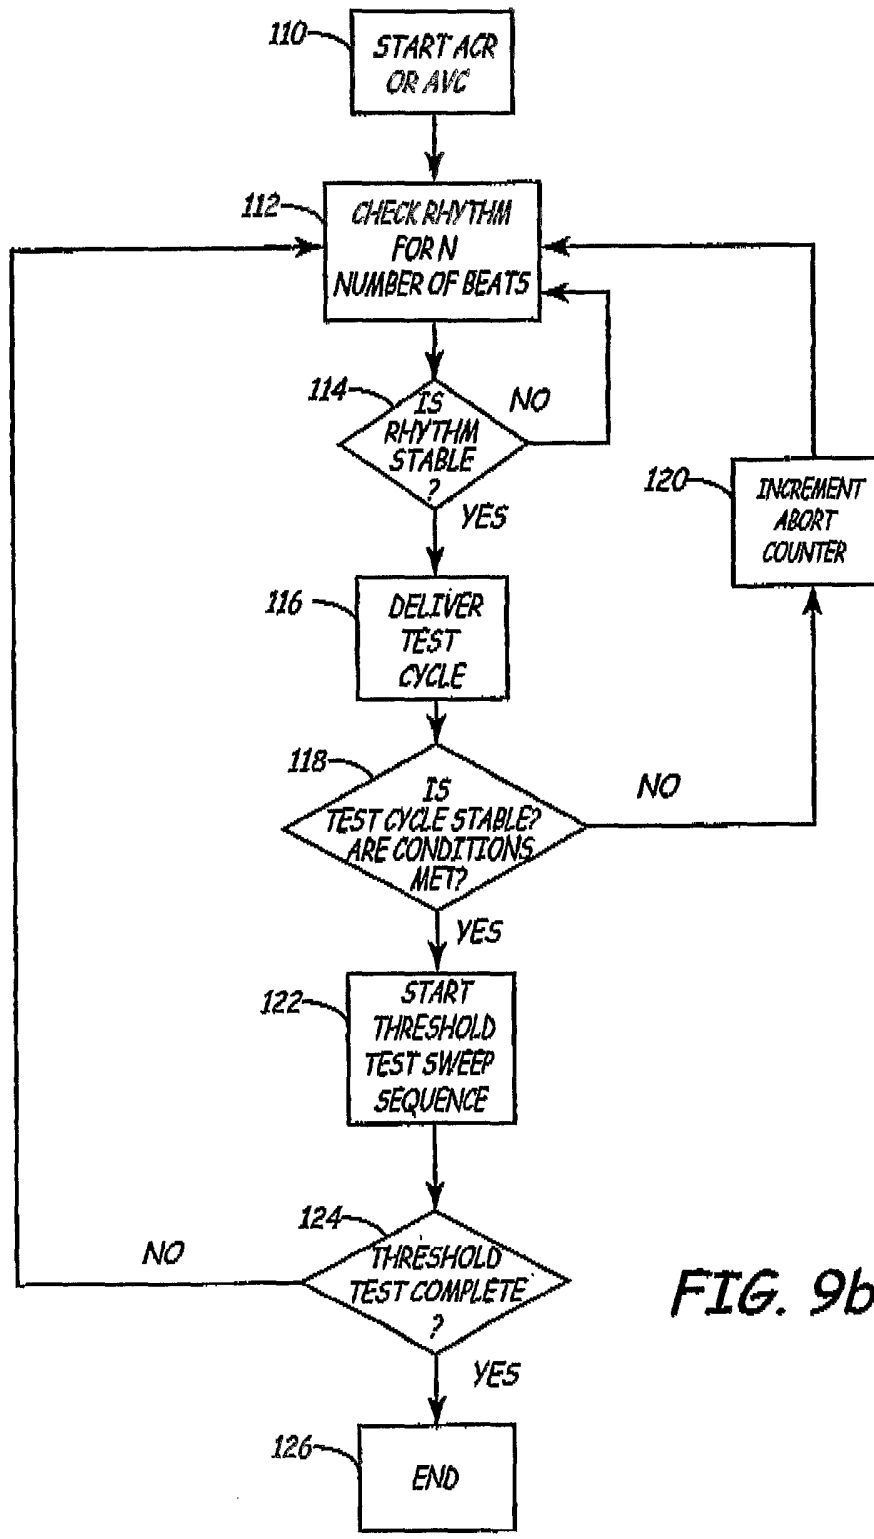 110
START ACR
OR AVC
112
CHECK RHYTHM
FOR N
NUMBER OF BEATS
114
IS
RHYTHM
STABLE
?
NO
YES
120
INCREMENT
ABORT
COUNTER
116
DELIVER
TEST
CYCLE
118
IS
TEST CYCLE STABLE?
ARE CONDITIONS
MET?
NO
YES
122
START
THRESHOLD
TEST SWEEP
SEQUENCE
124
THRESHOLD
TEST COMPLETE
?
NO
YES
FIG. 9b
126
END